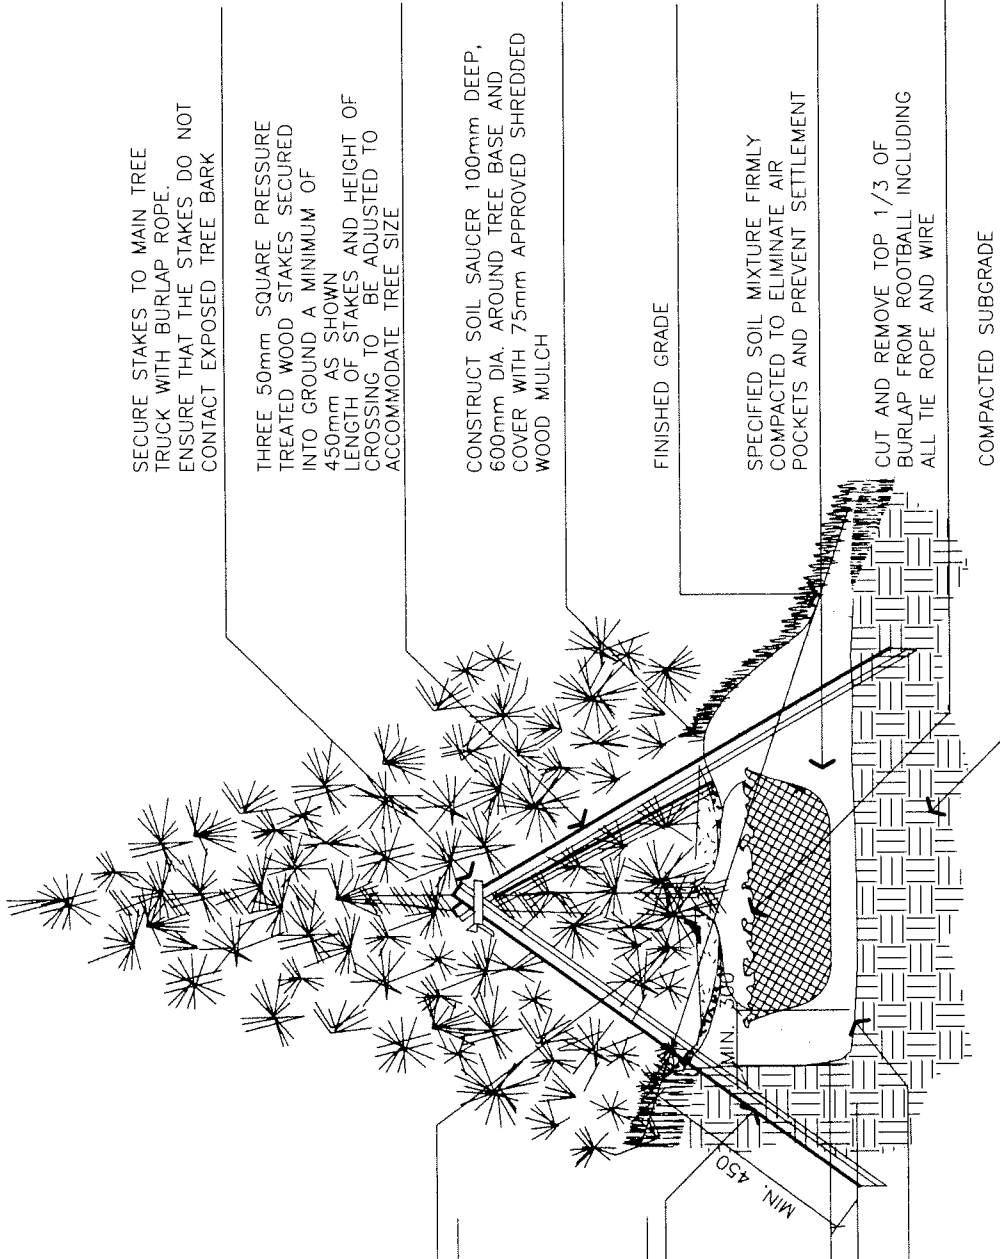 SECURE STAKES TO MAIN TREE
TRUCK WITH BURLAP ROPE.
ENSURE THAT THE STAKES DO NOT
CONTACT EXPOSED TREE BARK
THREE 50mm SQUARE PRESSURE
TREATED WOOD STAKES SECURED
INTO GROUND A MINIMUM OF
450mm AS SHOWN
LENGTH OF STAKES AND HEIGHT OF
CROSSING TO BE ADJUSTED TO
ACCOMMODATE TREE SIZE
CONSTRUCT SOIL SAUCER 100mm DEEP,
600mm DIA. AROUND TREE BASE AND
COVER WITH 75mm APPROVED SHREDDED
WOOD MULCH
FINISHED GRADE
SPECIFIED SOIL MIXTURE FIRMLY
COMPACTED TO ELIMINATE AIR
POCKETS AND PREVENT SETTLEMENT
CUT AND REMOVE TOP 1/3 OF
BURLAP FROM ROOTBALL INCLUDING
ALL TIE ROPE AND WIRE
COMPACTED SUBGRADE
MIN. 300
MIN. 450